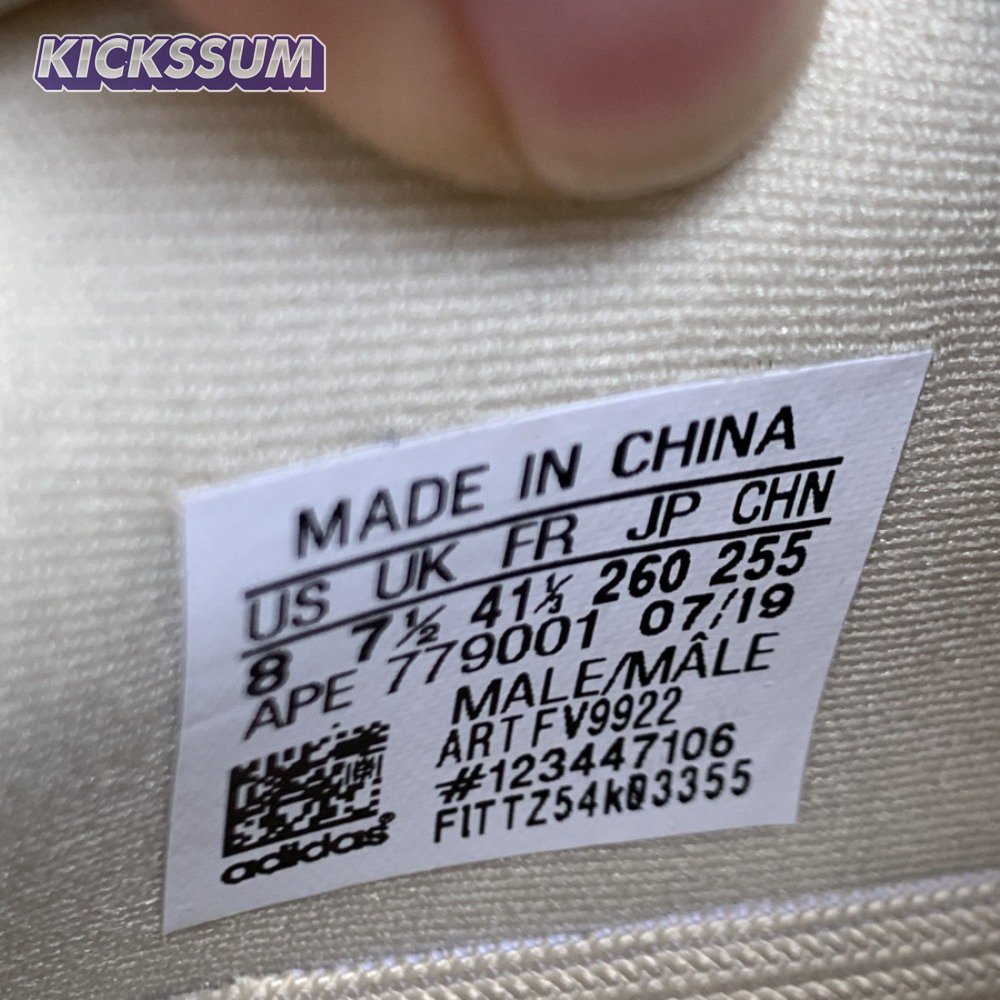 KICKSSUM
MADE IN CHINA
US UK FR JP CHN
8 7½ 41⅓ 260 255
APE 779001 07/19
MALE/MÂLE
ART FV9922
#123447106
F1TTZ54k03355
adidas®